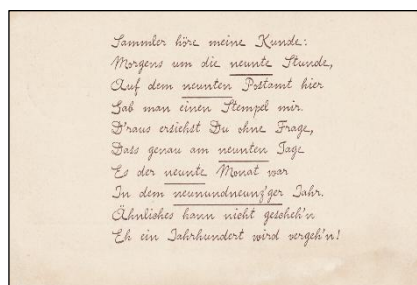 Sammler höre meine Kunde:
Morgens um die neunte Stunde,
Auf dem neunten Postamt hier
Gab man einen Stempel mir.
D'raus ersiehst Du ohne Frage,
Dass genau am neunten Tage
Es der neunte Monat war
In dem neunundneunz'ger Jahr.
Ähnliches kann nicht gescheh'n
Eh ein Jahrhundert wird vergeh'n!